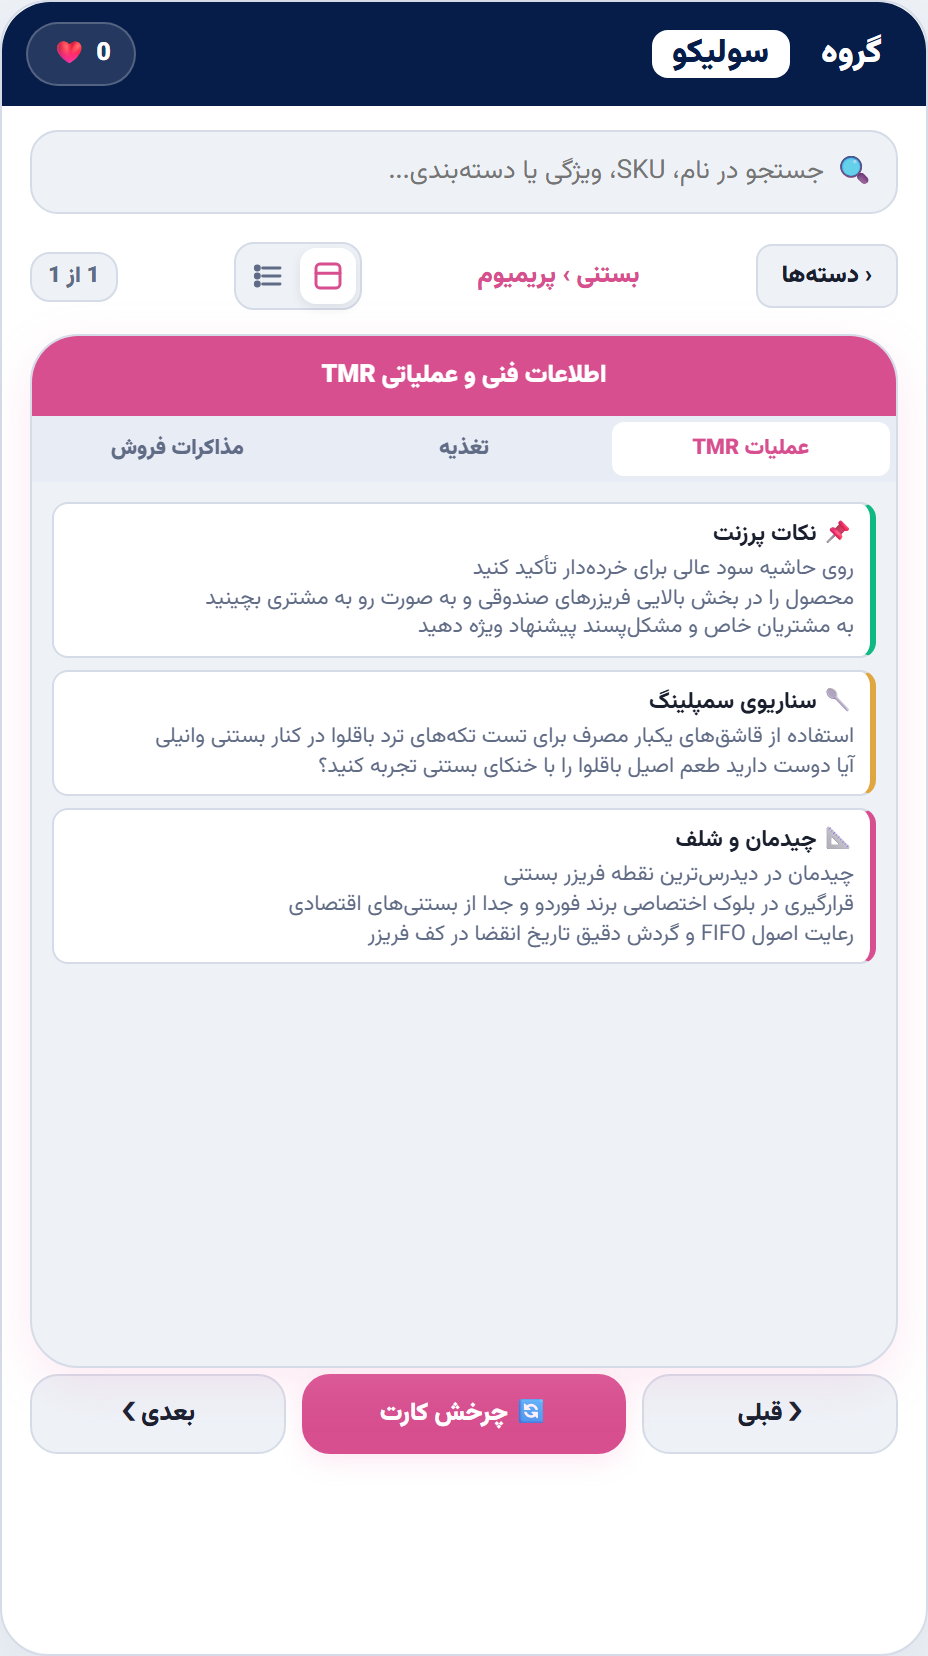 گروه سولیکو
0
جستجو در نام، SKU، ویژگی یا دسته‌بندی...
‹ دسته‌ها
بستنی › پریمیوم
1 از 1
اطلاعات فنی و عملیاتی TMR
عملیات TMR
تغذیه
مذاکرات فروش
نکات پرزنت
روی حاشیه سود عالی برای خرده‌دار تأکید کنید
محصول را در بخش بالایی فریزرهای صندوقی و به صورت رو به مشتری بچینید
به مشتریان خاص و مشکل‌پسند پیشنهاد ویژه دهید
سناریوی سمپلینگ
استفاده از قاشق‌های یکبار مصرف برای تست تکه‌های ترد باقلوا در کنار بستنی وانیلی
آیا دوست دارید طعم اصیل باقلوا را با خنکای بستنی تجربه کنید؟
چیدمان و شلف
چیدمان در دیدرس‌ترین نقطه فریزر بستنی
قرارگیری در بلوک اختصاصی برند فوردو و جدا از بستنی‌های اقتصادی
رعایت اصول FIFO و گردش دقیق تاریخ انقضا در کف فریزر
❮ قبلی
چرخش کارت
بعدی ❯